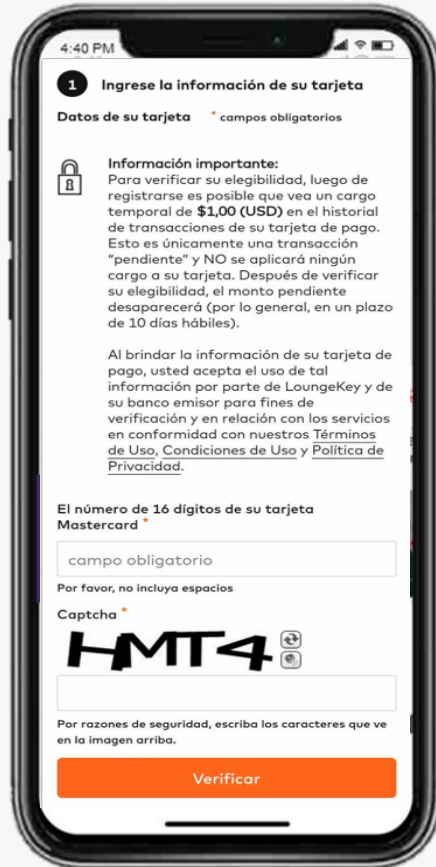 4:40 PM
1 Ingrese la información de su tarjeta
Datos de su tarjeta * campos obligatorios
Información importante:
Para verificar su elegibilidad, luego de
registrarse es posible que vea un cargo
temporal de $1,00 (USD) en el historial
de transacciones de su tarjeta de pago.
Esto es únicamente una transacción
"pendiente" y NO se aplicará ningún
cargo a su tarjeta. Después de verificar
su elegibilidad, el monto pendiente
desaparecerá (por lo general, en un plazo
de 10 días hábiles).
Al brindar la información de su tarjeta de
pago, usted acepta el uso de tal
información por parte de LoungeKey y de
su banco emisor para fines de
verificación y en relación con los servicios
en conformidad con nuestros Términos
de Uso, Condiciones de Uso y Política de
Privacidad.
El número de 16 dígitos de su tarjeta
Mastercard *
campo obligatorio
Por favor, no incluya espacios
Captcha *
HMT4
Por razones de seguridad, escriba los caracteres que ve
en la imagen arriba.
Verificar